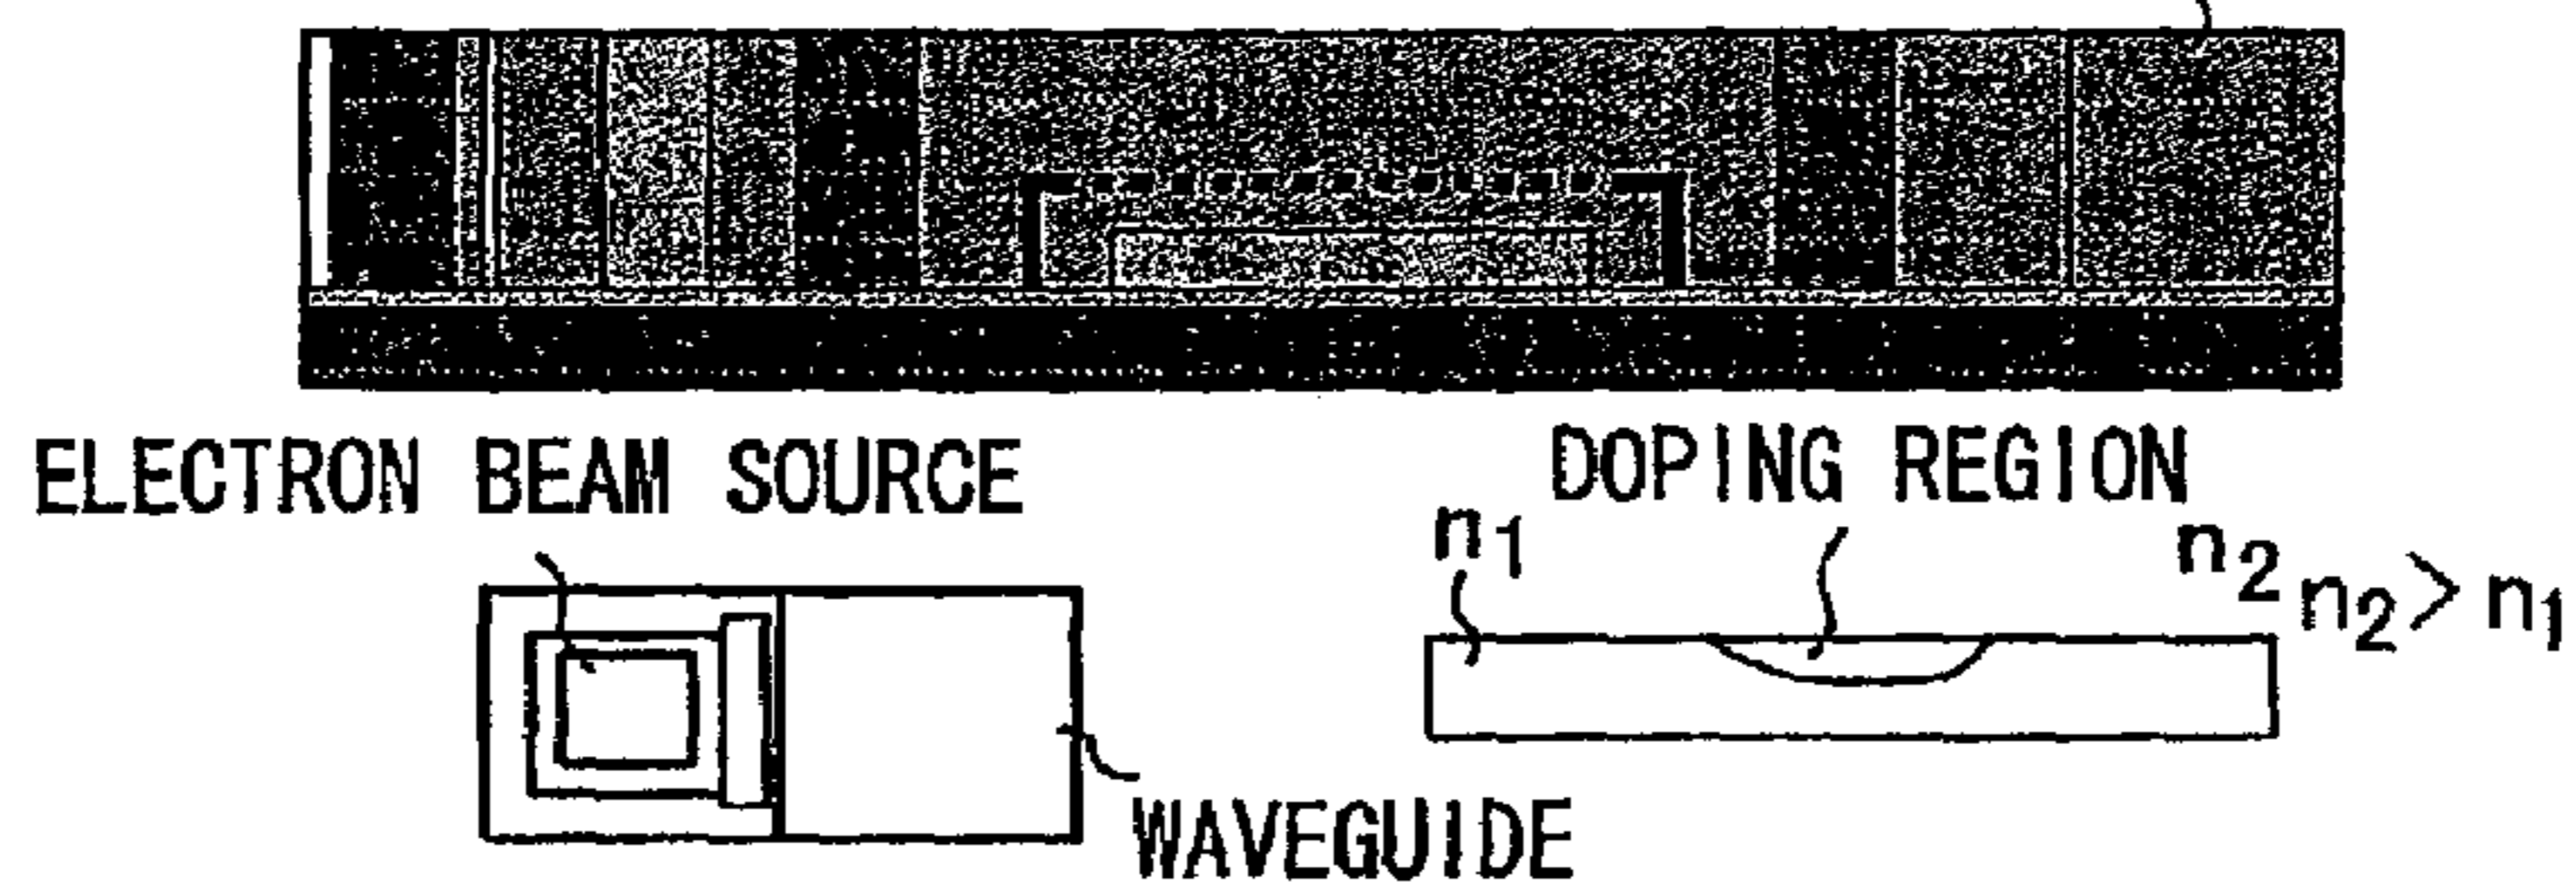 ELECTRON BEAM SOURCE
DOPING REGION
n1
n2
n2 > n1
WAVEGUIDE